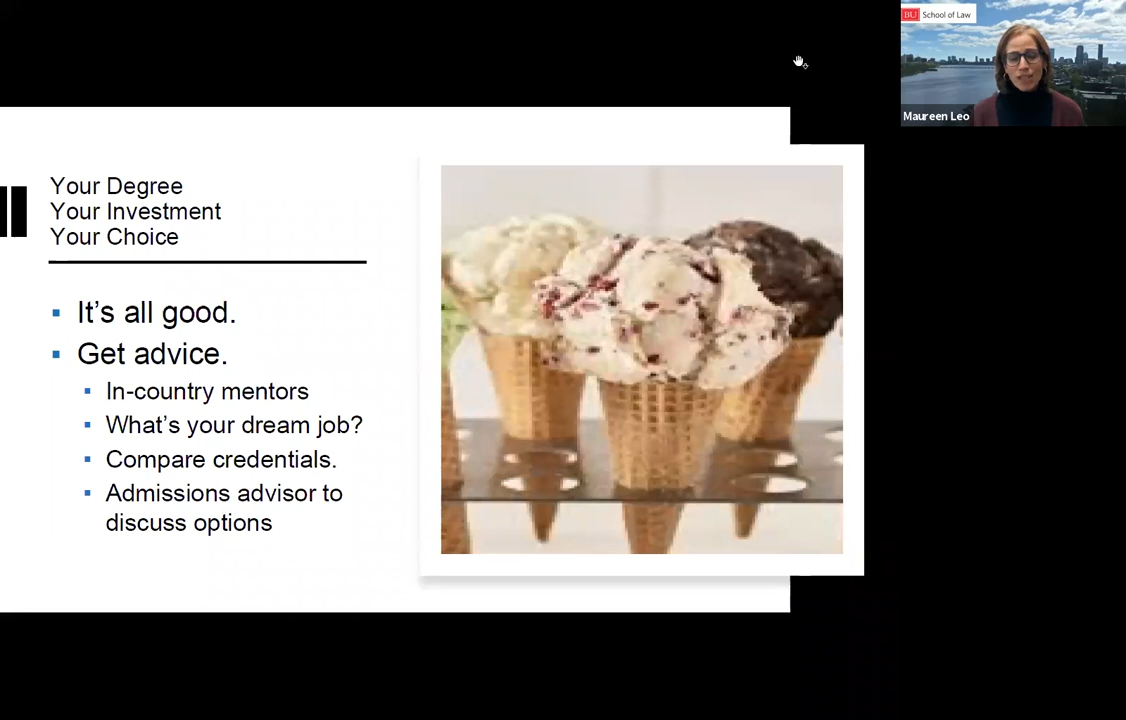 BU School of Law
Maureen Leo
Your Degree
Your Investment
Your Choice
▪ It’s all good.
▪ Get advice.
▪ In-country mentors
▪ What’s your dream job?
▪ Compare credentials.
▪ Admissions advisor to
discuss options